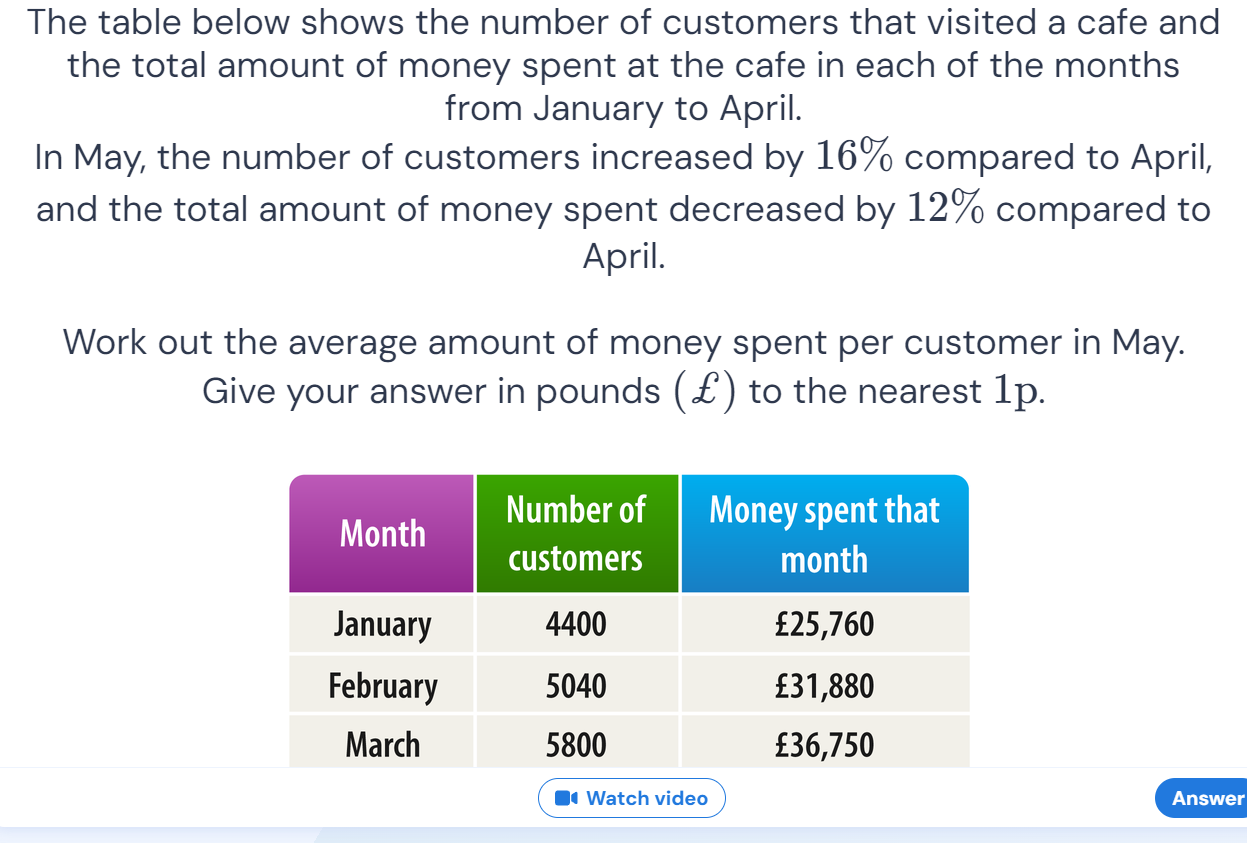 The table below shows the number of customers that visited a cafe and
the total amount of money spent at the cafe in each of the months
from January to April.
In May, the number of customers increased by 16% compared to April,
and the total amount of money spent decreased by 12% compared to
April.
Work out the average amount of money spent per customer in May.
Give your answer in pounds (£) to the nearest 1p.
Month Number of customers Money spent that month
January 4400 £25,760
February 5040 £31,880
March 5800 £36,750
Watch video Answer